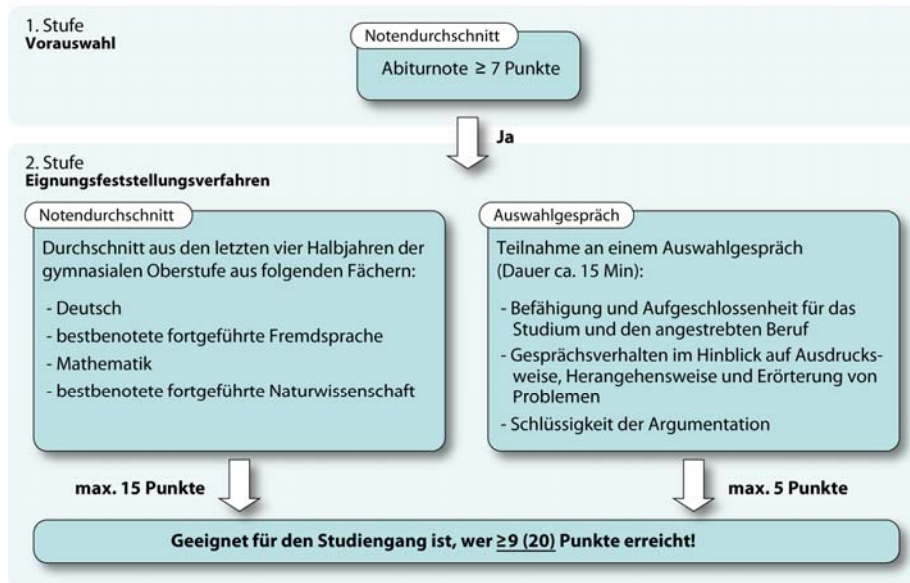 1. Stufe
Vorauswahl
Notendurchschnitt
Abiturnote ≥ 7 Punkte
Ja
2. Stufe
Eignungsfeststellungsverfahren
Notendurchschnitt
Durchschnitt aus den letzten vier Halbjahren der
gymnasialen Oberstufe aus folgenden Fächern:
- Deutsch
- bestbenotete fortgeführte Fremdsprache
- Mathematik
- bestbenotete fortgeführte Naturwissenschaft
max. 15 Punkte
Auswahlgespräch
Teilnahme an einem Auswahlgespräch
(Dauer ca. 15 Min):
- Befähigung und Aufgeschlossenheit für das
Studium und den angestrebten Beruf
- Gesprächsverhalten im Hinblick auf Ausdrucks-
weise, Herangehensweise und Erörterung von
Problemen
- Schlüssigkeit der Argumentation
max. 5 Punkte
Geeignet für den Studiengang ist, wer ≥9 (20) Punkte erreicht!